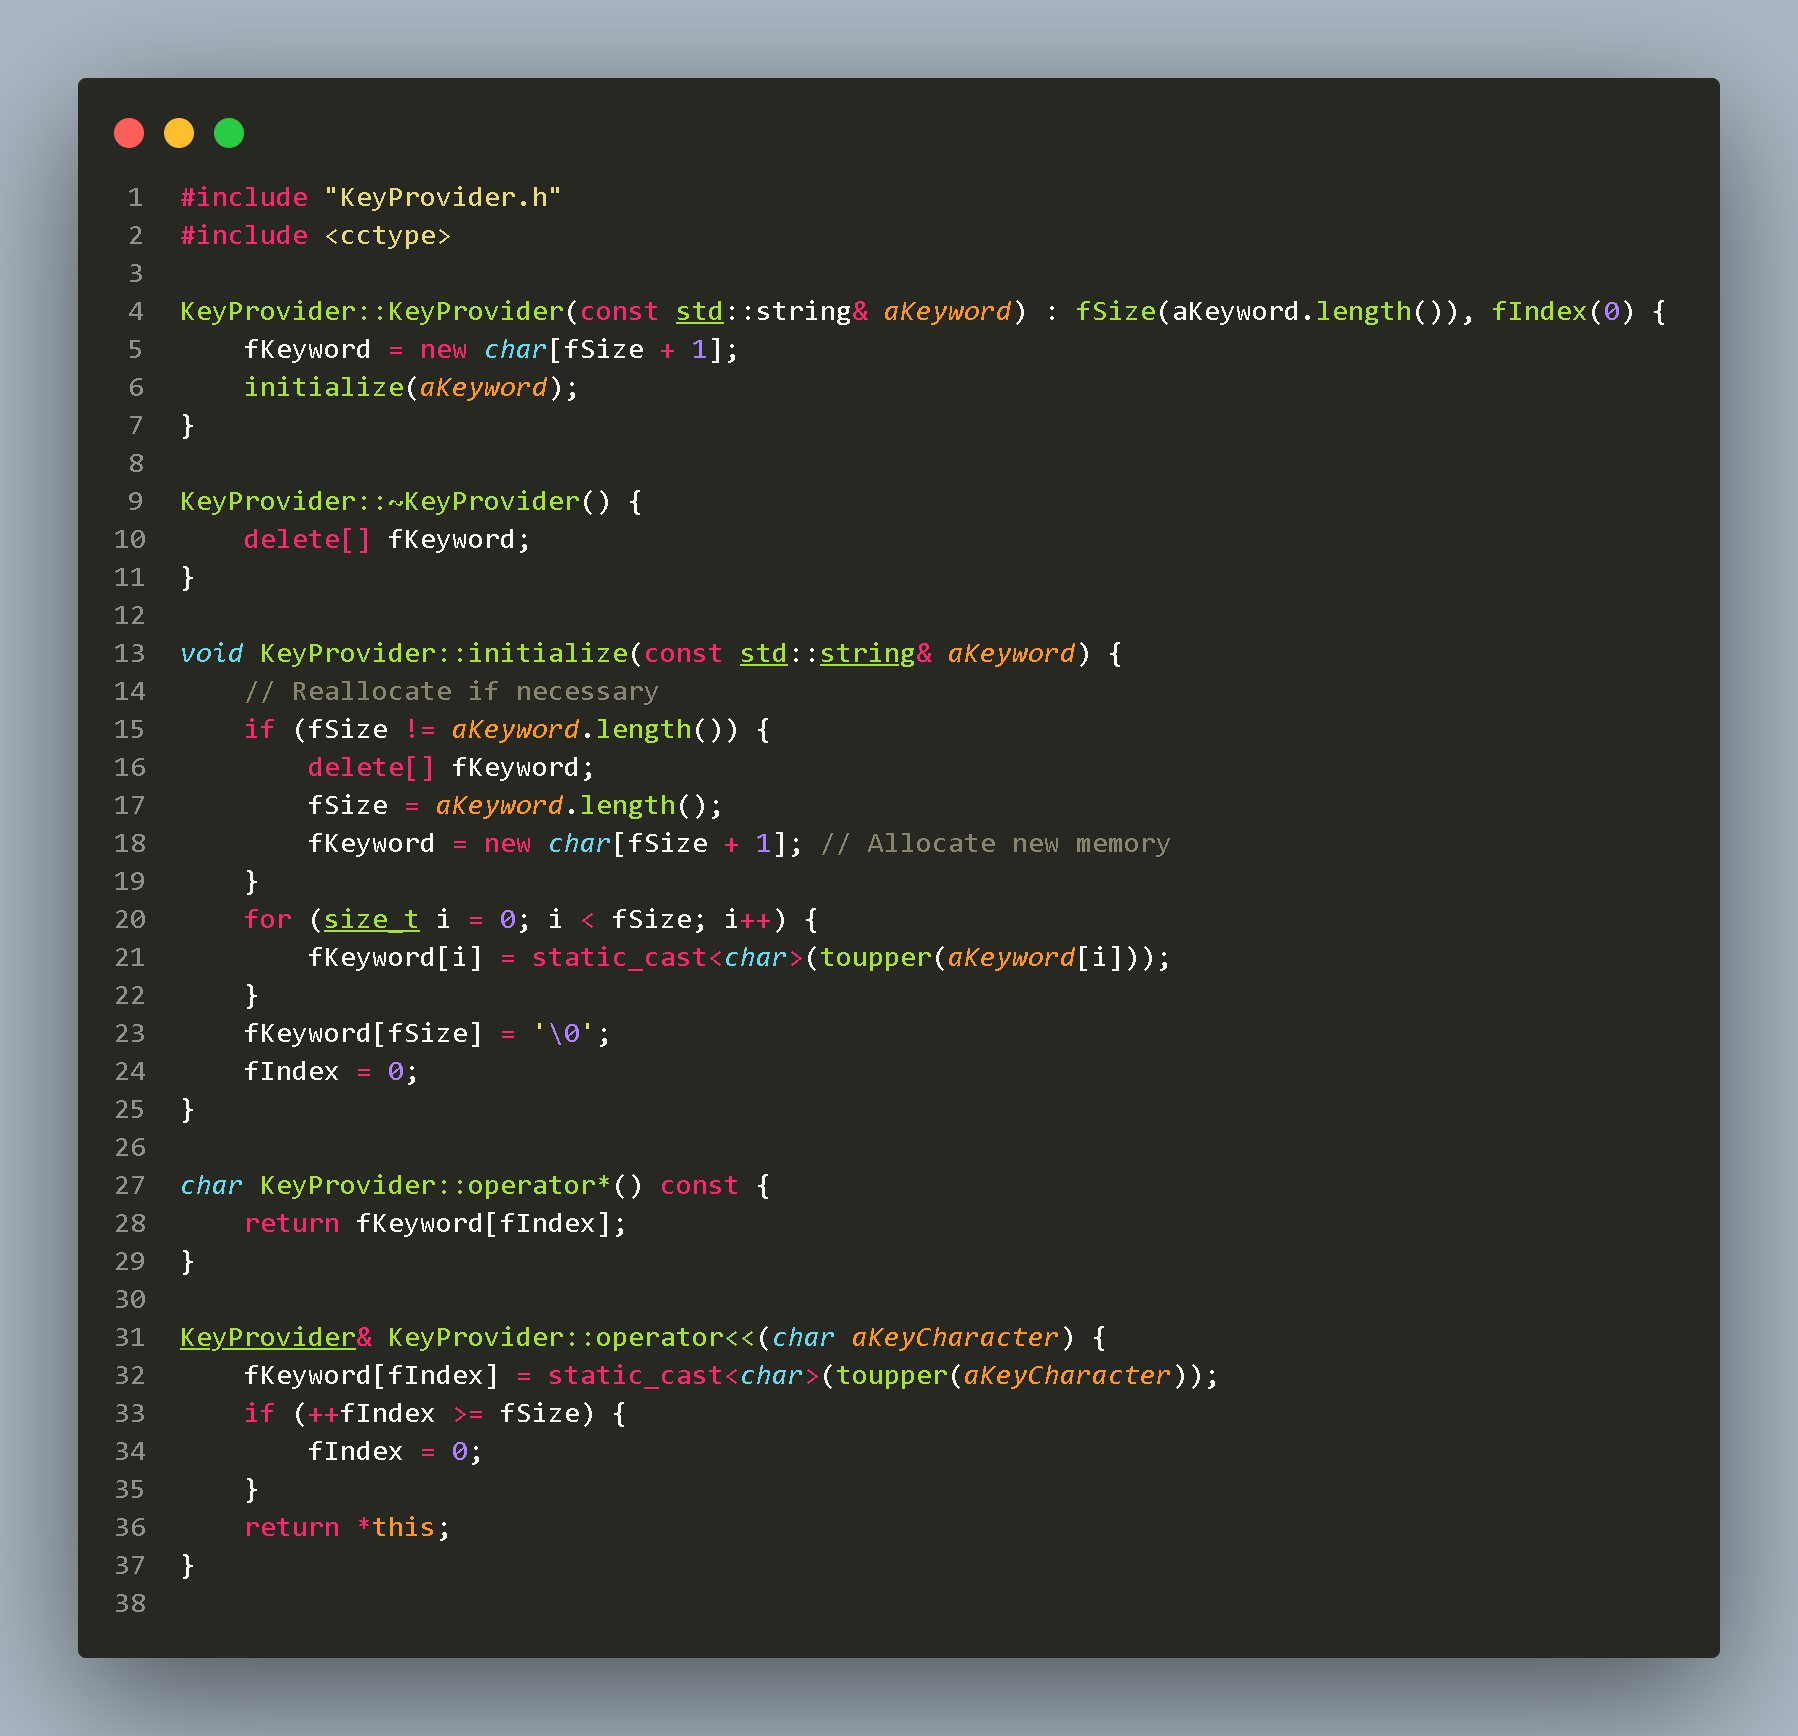 1 #include "KeyProvider.h"
2 #include <cctype>
3
4 KeyProvider::KeyProvider(const std::string& aKeyword) : fSize(aKeyword.length()), fIndex(0) {
5     fKeyword = new char[fSize + 1];
6     initialize(aKeyword);
7 }
8
9 KeyProvider::~KeyProvider() {
10     delete[] fKeyword;
11 }
12
13 void KeyProvider::initialize(const std::string& aKeyword) {
14     // Reallocate if necessary
15     if (fSize != aKeyword.length()) {
16         delete[] fKeyword;
17         fSize = aKeyword.length();
18         fKeyword = new char[fSize + 1]; // Allocate new memory
19     }
20     for (size_t i = 0; i < fSize; i++) {
21         fKeyword[i] = static_cast<char>(toupper(aKeyword[i]));
22     }
23     fKeyword[fSize] = '\0';
24     fIndex = 0;
25 }
26
27 char KeyProvider::operator*() const {
28     return fKeyword[fIndex];
29 }
30
31 KeyProvider& KeyProvider::operator<<(char aKeyCharacter) {
32     fKeyword[fIndex] = static_cast<char>(toupper(aKeyCharacter));
33     if (++fIndex >= fSize) {
34         fIndex = 0;
35     }
36     return *this;
37 }
38